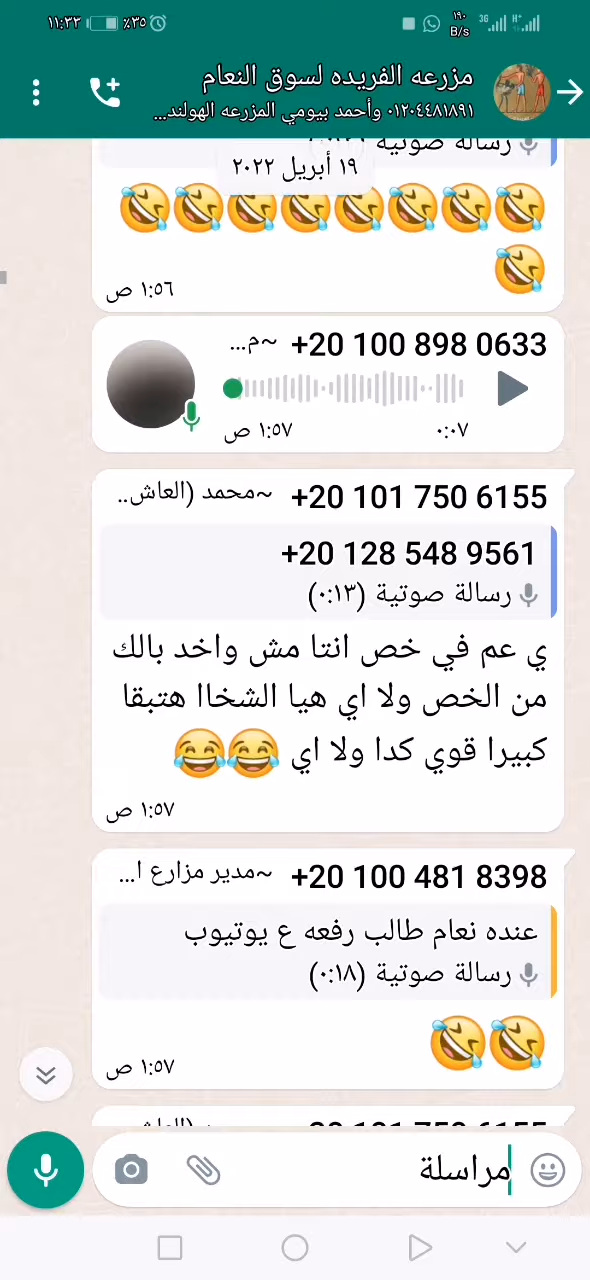 ١١:٣٣ ٪٣٥ ١٩٠ B/s 3G H+
مزرعه الفريده لسوق النعام
٠١٢٠٤٤٨١٨٩١ وأحمد بيومي المزرعه الهولند...
رسالة صوتية
١٩ أبريل ٢٠٢٢
١:٥٦ ص
+20 100 898 0633 ~م...
٠:٠٧ ١:٥٧ ص
+20 101 750 6155 ~محمد (العاش..
+20 128 548 9561
رسالة صوتية (٠:١٣)
ي عم في خص انتا مش واخد بالك
من الخص ولا اي هيا الشخاا هتبقا
كبيرا قوي كدا ولا اي 😂😂
١:٥٧ ص
+20 100 481 8398 ~مدير مزارع ا...
عنده نعام طالب رفعه ع يوتيوب
رسالة صوتية (٠:١٨)
١:٥٧ ص
مراسلة